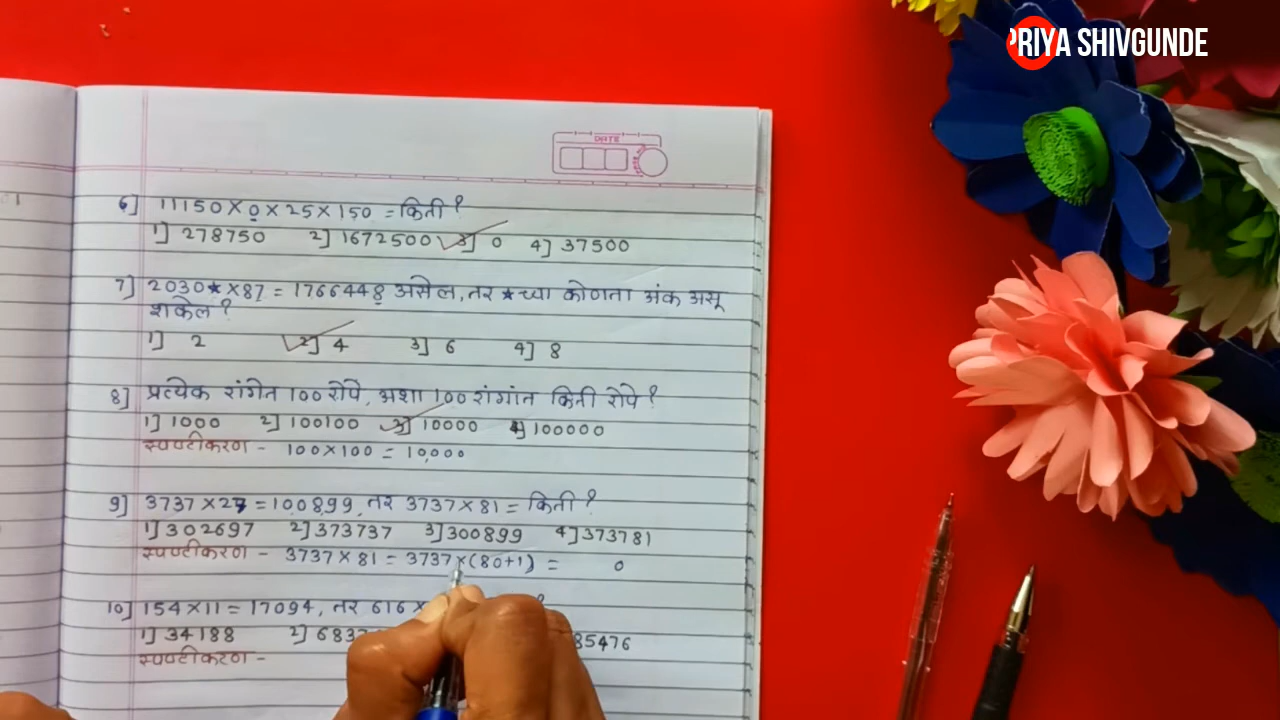 PRIYA SHIVGUNDE
DATE
6] 11150 × 0 × 25 × 150 = किती ?
1] 278750 2] 1672500 3] 0 4] 37500
7] 2030★ × 87 = 1766448 असेल, तर ★च्या कोणता अंक असू
शकेल ?
1] 2 2] 4 3] 6 4] 8
8] प्रत्येक रांगेत 100 रोपे, अशा 100 रांगांत किती रोपे ?
1] 1000 2] 100100 3] 10000 4] 100000
स्पष्टीकरण - 100 × 100 = 10,000
9] 3737 × 27 = 100899, तर 3737 × 81 = किती ?
1] 302697 2] 373737 3] 300899 4] 373781
स्पष्टीकरण - 3737 × 81 = 3737 × (80+1) = 0
10] 154 × 11 = 17094, तर 616 × ?
1] 34188 2] 683 85476
स्पष्टीकरण -